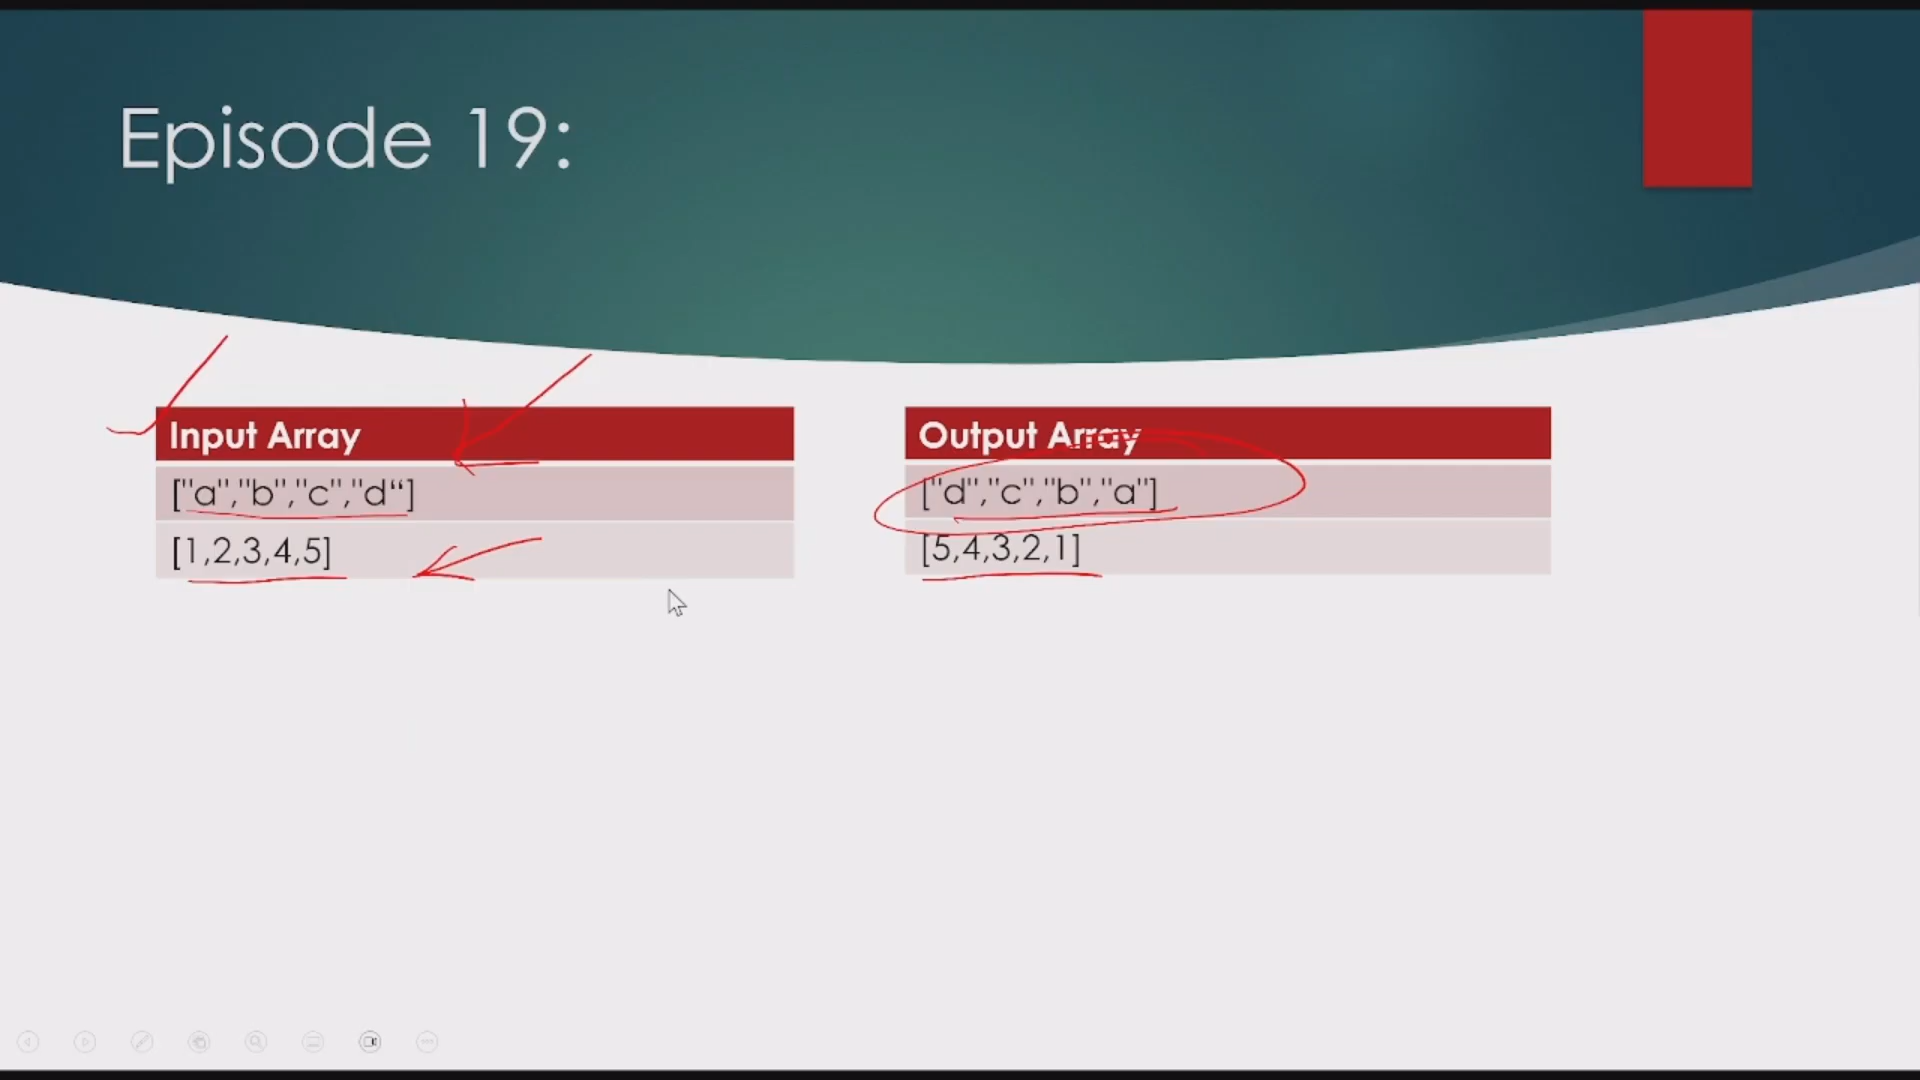 Episode 19:
Input Array
["a","b","c","d“]
[1,2,3,4,5]
Output Array
["d","c","b","a"]
[5,4,3,2,1]